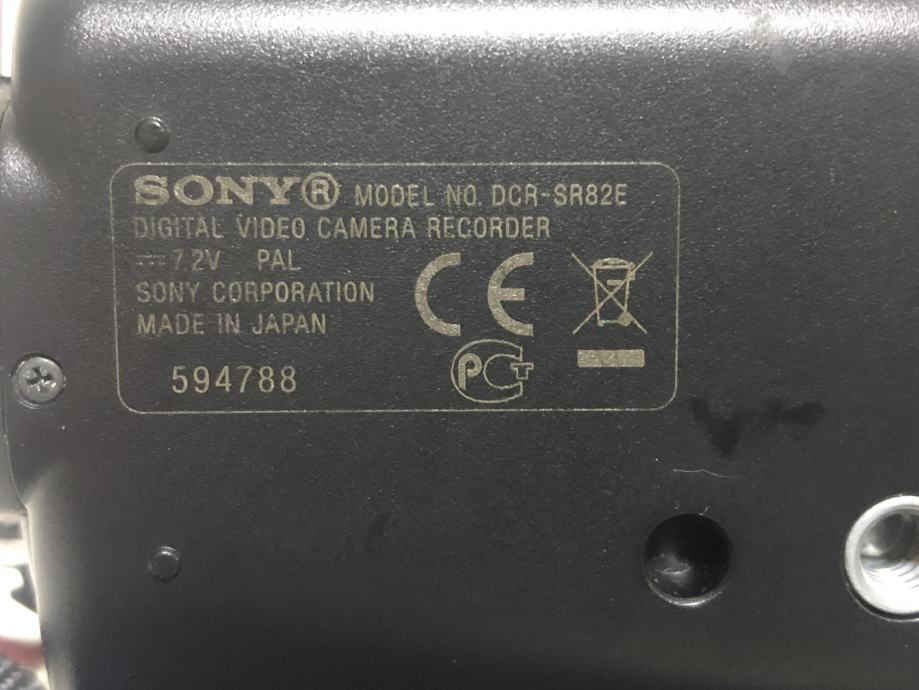 SONY® MODEL NO. DCR-SR82E
DIGITAL VIDEO CAMERA RECORDER
⎓ 7.2V PAL
SONY CORPORATION
MADE IN JAPAN
594788
CE
РСТ